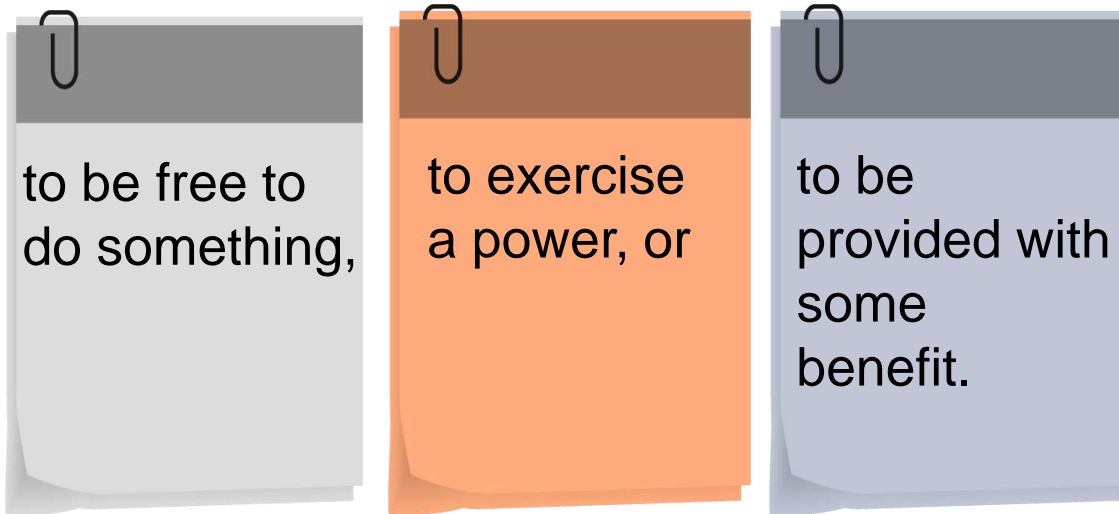 to be free to
do something,
to exercise
a power, or
to be
provided with
some
benefit.